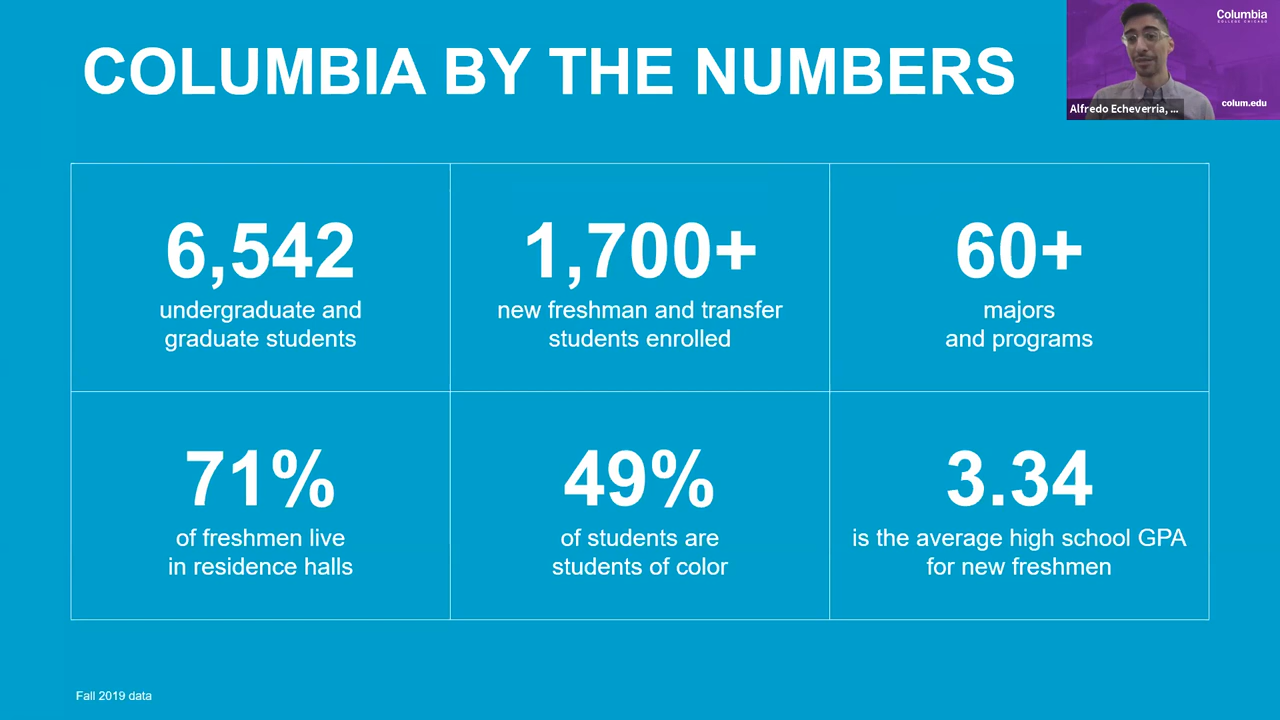 COLUMBIA BY THE NUMBERS
Columbia
COLLEGE CHICAGO
colum.edu
Alfredo Echeverria, ...
6,542
undergraduate and
graduate students
1,700+
new freshman and transfer
students enrolled
60+
majors
and programs
71%
of freshmen live
in residence halls
49%
of students are
students of color
3.34
is the average high school GPA
for new freshmen
Fall 2019 data